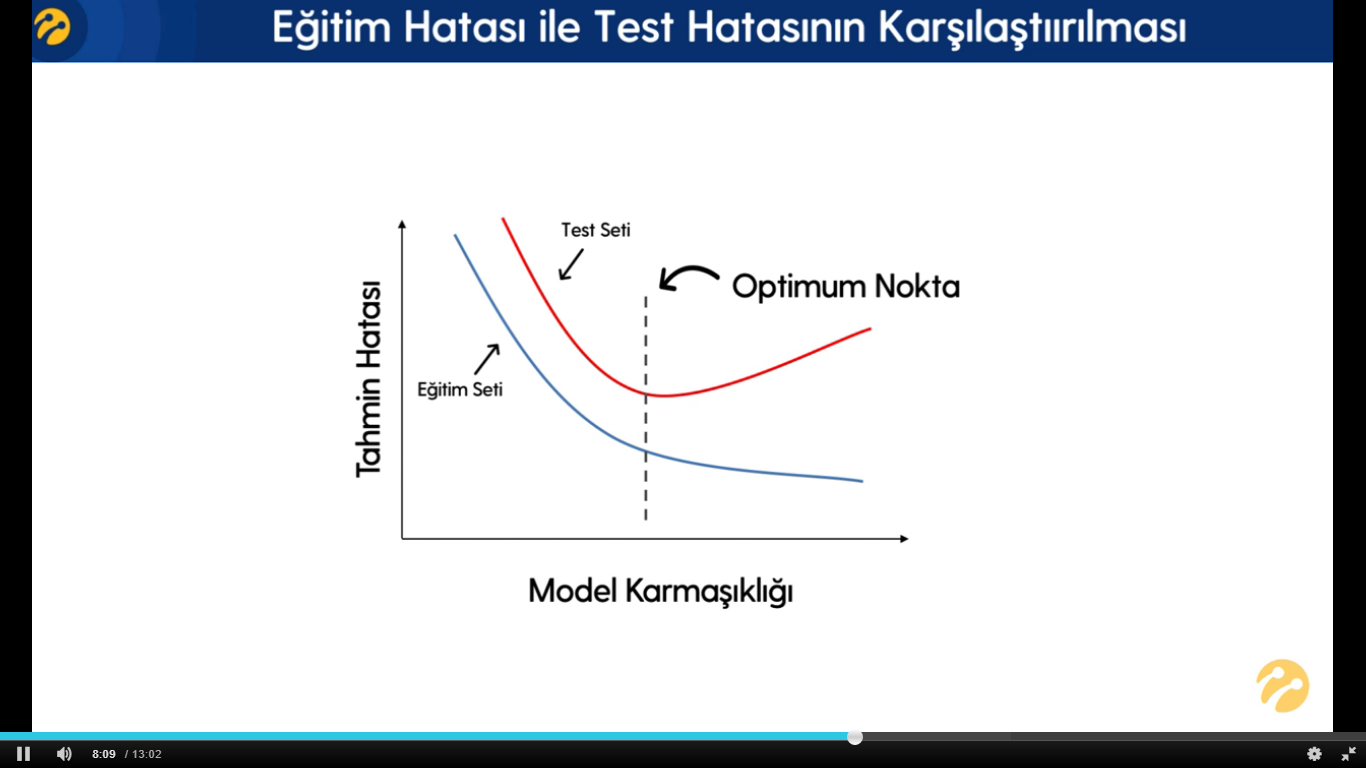 Eğitim Hatası ile Test Hatasının Karşılaştıırılması
Test Seti
Optimum Nokta
Eğitim Seti
Tahmin Hatası
Model Karmaşıklığı
8:09 / 13:02